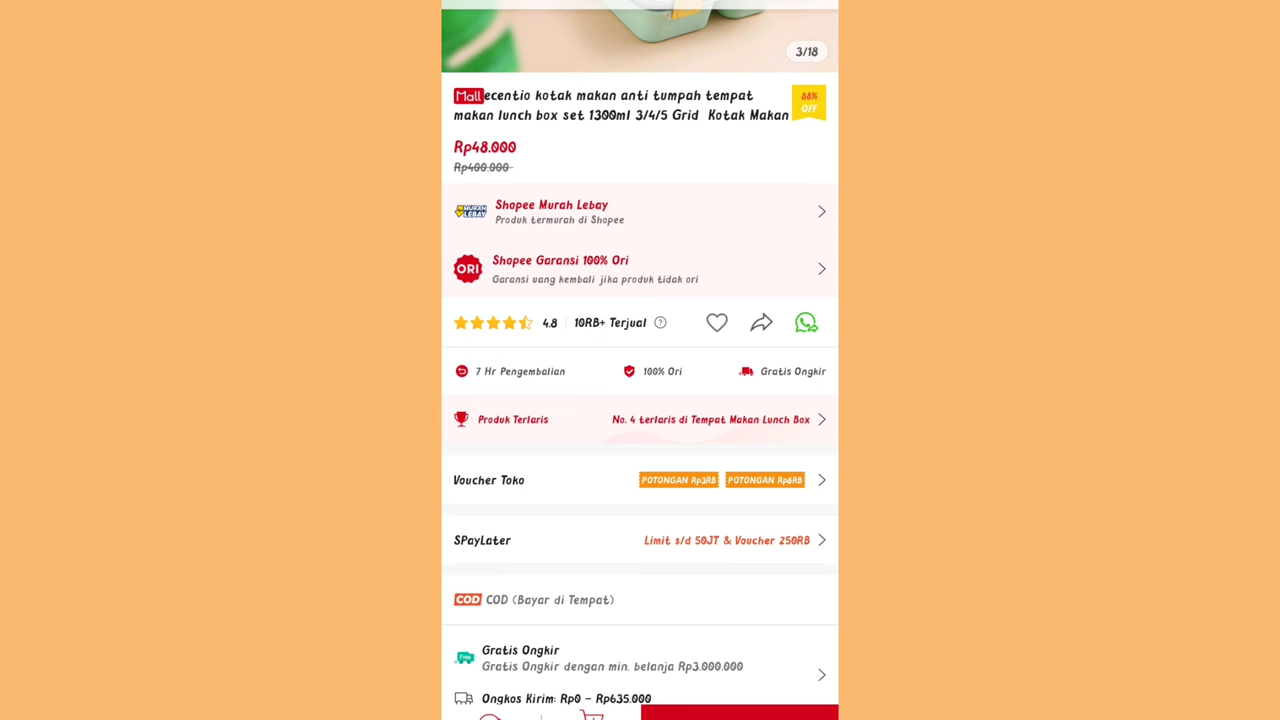 3/18
Mall ecentio kotak makan anti tumpah tempat
makan lunch box set 1300ml 3/4/5 Grid Kotak Makan
88%
OFF
Rp48.000
Rp400.000
MURAH
LEBAY
Shopee Murah Lebay
Produk termurah di Shopee
ORI
Shopee Garansi 100% Ori
Garansi uang kembali jika produk tidak ori
4.8
10RB+ Terjual
?
7 Hr Pengembalian
100% Ori
Gratis Ongkir
Produk Terlaris
No. 4 terlaris di Tempat Makan Lunch Box
Voucher Toko
POTONGAN Rp3RB
POTONGAN Rp8RB
SPayLater
Limit s/d 50JT & Voucher 250RB
COD
COD (Bayar di Tempat)
Free
Gratis Ongkir
Gratis Ongkir dengan min. belanja Rp3.000.000
Ongkos Kirim: Rp0 – Rp635.000